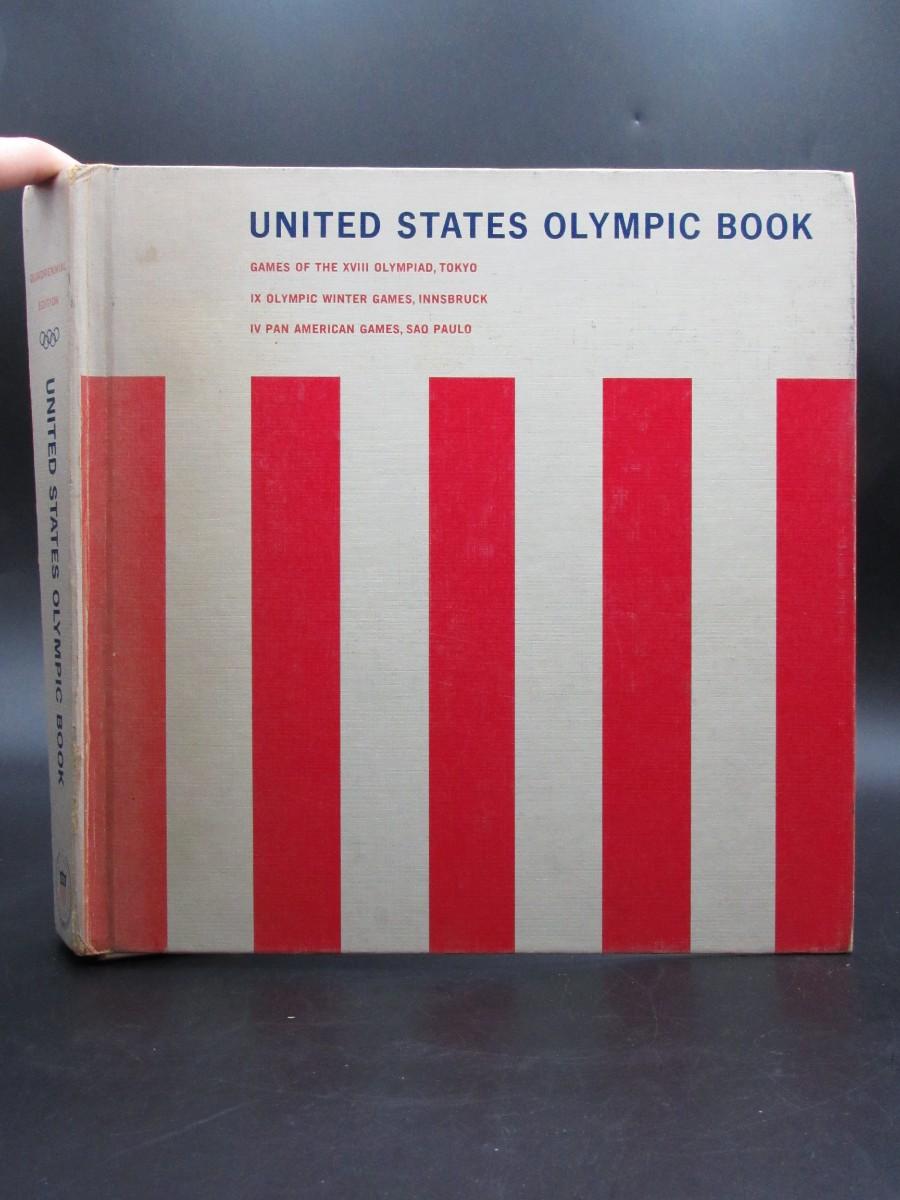 UNITED STATES OLYMPIC BOOK
GAMES OF THE XVIII OLYMPIAD, TOKYO
IX OLYMPIC WINTER GAMES, INNSBRUCK
IV PAN AMERICAN GAMES, SAO PAULO
QUADRENNIAL
EDITION
UNITED STATES OLYMPIC BOOK